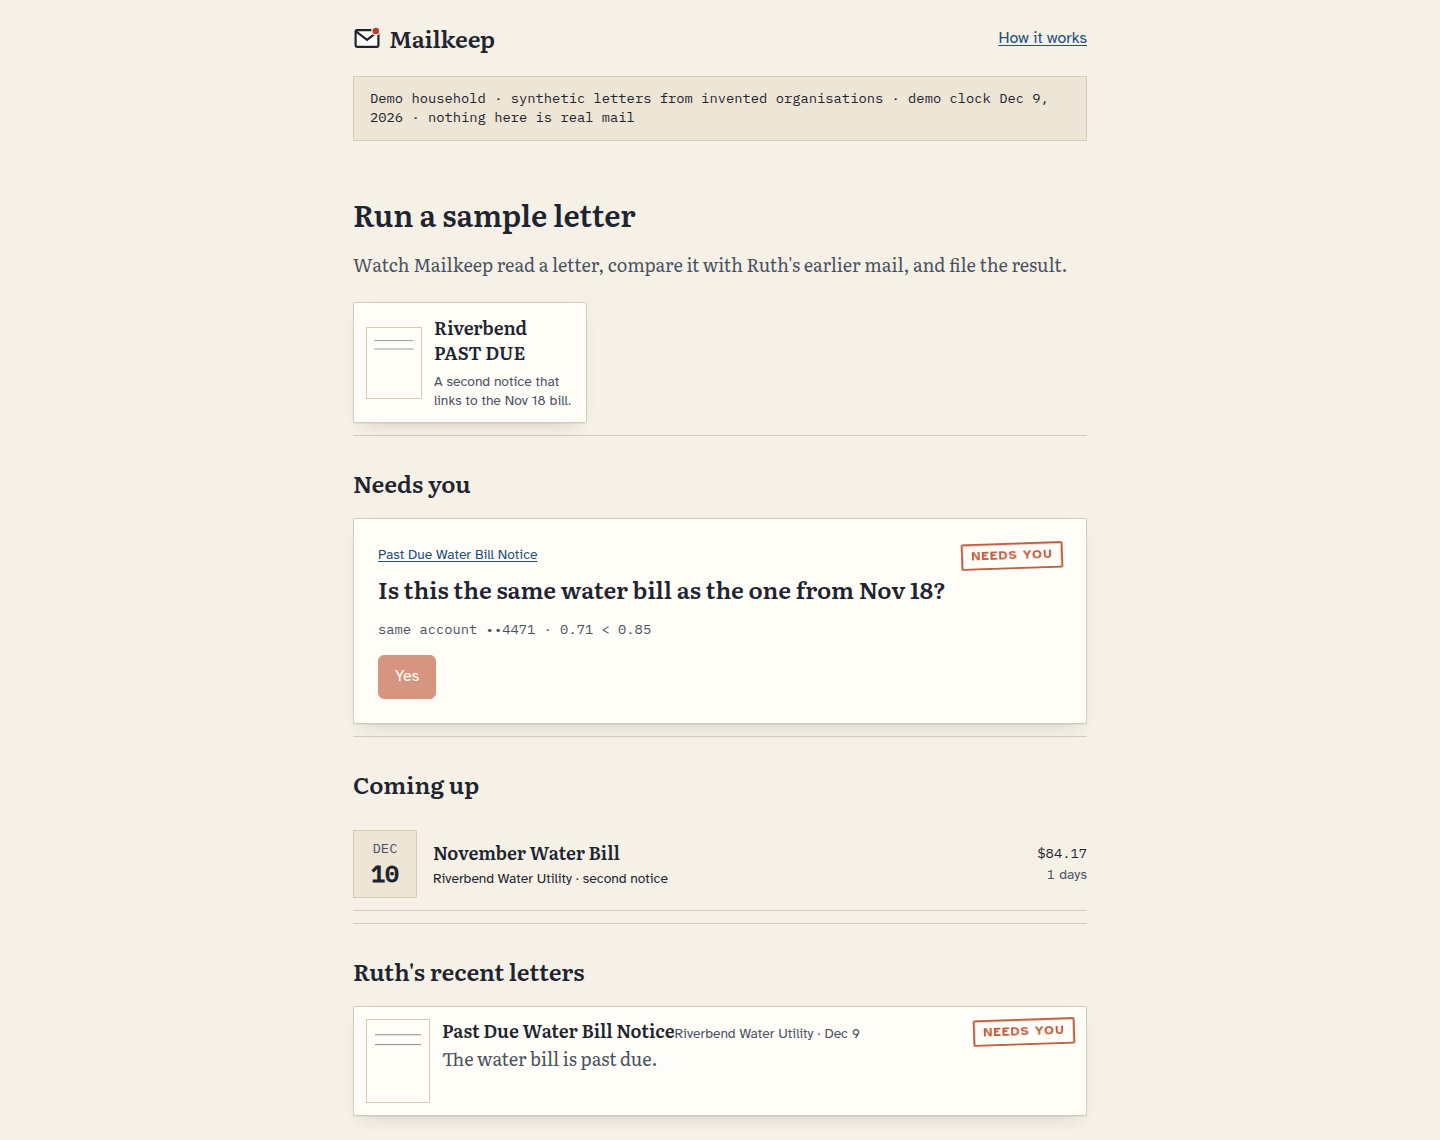 Mailkeep
How it works
Demo household · synthetic letters from invented organisations · demo clock Dec 9,
2026 · nothing here is real mail
Run a sample letter
Watch Mailkeep read a letter, compare it with Ruth's earlier mail, and file the result.
Riverbend
PAST DUE
A second notice that
links to the Nov 18 bill.
Needs you
Past Due Water Bill Notice
NEEDS YOU
Is this the same water bill as the one from Nov 18?
same account ••4471 · 0.71 < 0.85
Yes
Coming up
DEC
10
November Water Bill
Riverbend Water Utility · second notice
$84.17
1 days
Ruth's recent letters
Past Due Water Bill NoticeRiverbend Water Utility · Dec 9
NEEDS YOU
The water bill is past due.